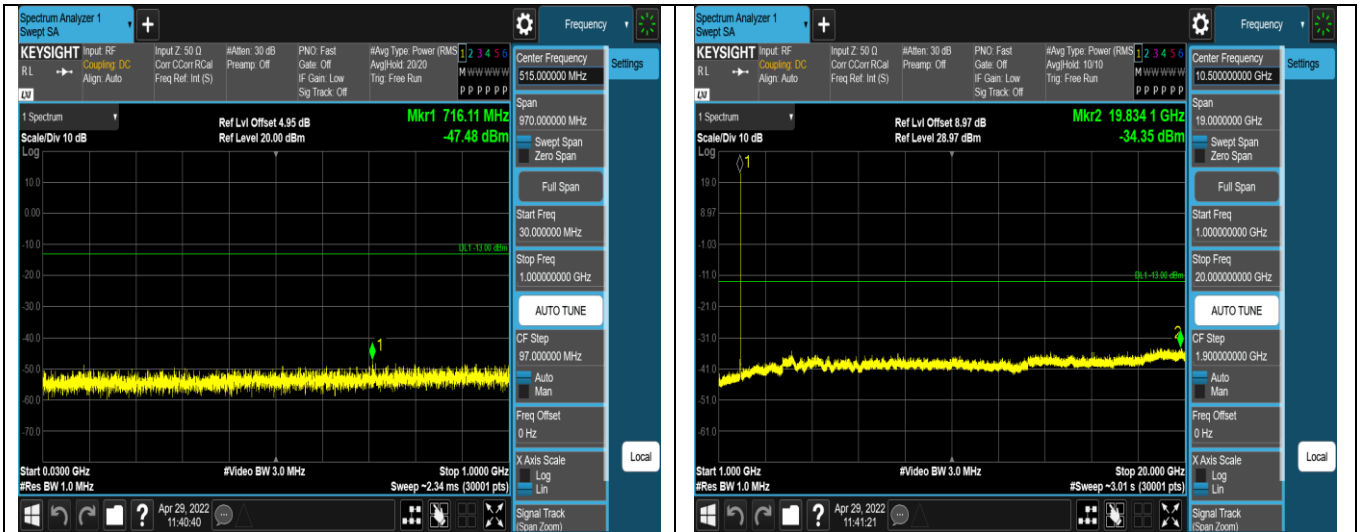 Spectrum Analyzer 1
Swept SA
Frequency
KEYSIGHT
RL
LXI
Input: RF
Coupling: DC
Align: Auto
Input Z: 50 Ω
Corr CCorr RCal
Freq Ref: Int (S)
#Atten: 30 dB
Preamp: Off
PNO: Fast
Gate: Off
IF Gain: Low
Sig Track: Off
#Avg Type: Power (RMS
Avg|Hold: 20/20
Trig: Free Run
1 2 3 4 5 6
M W W W W W
P P P P P P
Center Frequency
515.000000 MHz
Settings
1 Spectrum
Scale/Div 10 dB
Log
Ref Lvl Offset 4.95 dB
Ref Level 20.00 dBm
Mkr1 716.11 MHz
-47.48 dBm
Span
970.000000 MHz
Swept Span
Zero Span
Full Span
Start Freq
30.000000 MHz
Stop Freq
1.000000000 GHz
AUTO TUNE
CF Step
97.000000 MHz
Auto
Man
Freq Offset
0 Hz
X Axis Scale
Log
Lin
Signal Track
(Span Zoom)
Local
10.0
0.00
-10.0
DL1 -13.00 dBm
-20.0
-30.0
-40.0
1
-50.0
-60.0
-70.0
Start 0.0300 GHz
#Res BW 1.0 MHz
#Video BW 3.0 MHz
Stop 1.0000 GHz
Sweep ~2.34 ms (30001 pts)
Apr 29, 2022
11:40:40
Spectrum Analyzer 1
Swept SA
Frequency
KEYSIGHT
RL
LXI
Input: RF
Coupling: DC
Align: Auto
Input Z: 50 Ω
Corr CCorr RCal
Freq Ref: Int (S)
#Atten: 30 dB
Preamp: Off
PNO: Fast
Gate: Off
IF Gain: Low
Sig Track: Off
#Avg Type: Power (RMS
Avg|Hold: 10/10
Trig: Free Run
1 2 3 4 5 6
M W W W W W
P P P P P P
Center Frequency
10.500000000 GHz
Settings
1 Spectrum
Scale/Div 10 dB
Log
Ref Lvl Offset 8.97 dB
Ref Level 28.97 dBm
Mkr2 19.834 1 GHz
-34.35 dBm
Span
19.0000000 GHz
Swept Span
Zero Span
Full Span
Start Freq
1.000000000 GHz
Stop Freq
20.000000000 GHz
AUTO TUNE
CF Step
1.900000000 GHz
Auto
Man
Freq Offset
0 Hz
X Axis Scale
Log
Lin
Signal Track
(Span Zoom)
Local
1
19.0
8.97
-1.03
-11.0
DL1 -13.00 dBm
-21.0
-31.0
2
-41.0
-51.0
-61.0
Start 1.000 GHz
#Res BW 1.0 MHz
#Video BW 3.0 MHz
Stop 20.000 GHz
#Sweep ~3.01 s (30001 pts)
Apr 29, 2022
11:41:21